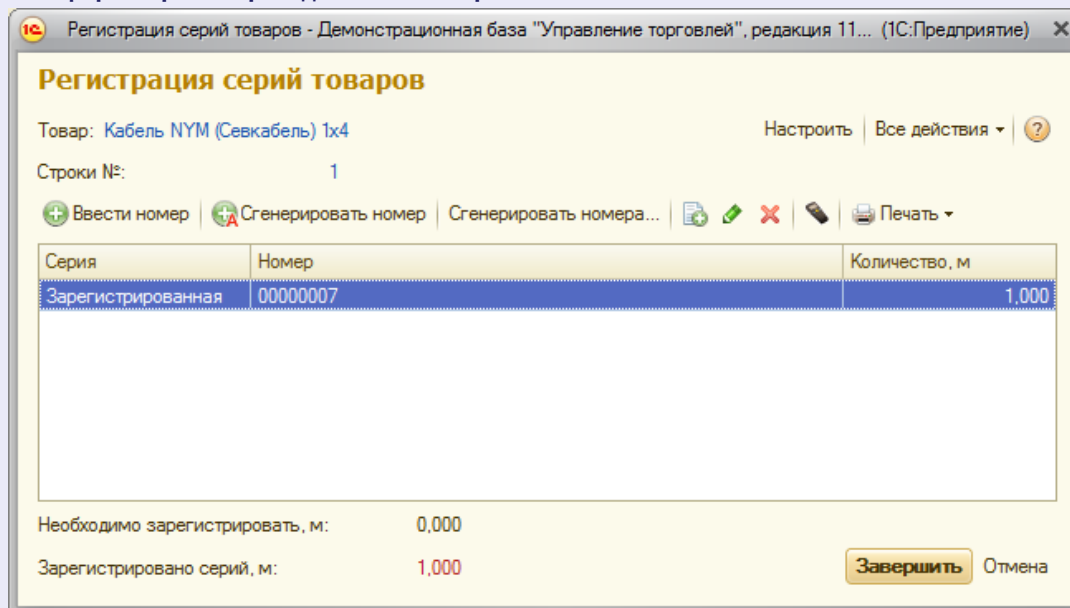 Регистрация серий товаров - Демонстрационная база "Управление торговлей", редакция 11... (1С:Предприятие)
Регистрация серий товаров
Товар: Кабель NYM (Севкабель) 1x4 Настроить Все действия
Строки №: 1
Ввести номер Сгенерировать номер Сгенерировать номера... Печать
Серия Номер Количество, м
Зарегистрированная 00000007 1,000
Необходимо зарегистрировать, м: 0,000
Зарегистрировано серий, м: 1,000 Завершить Отмена